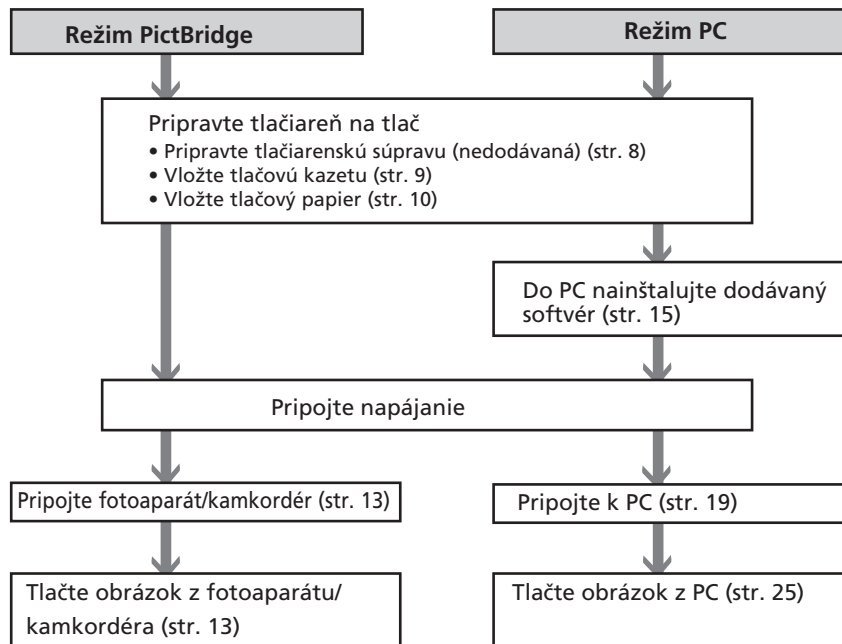 Režim PictBridge
Režim PC
Pripravte tlačiareň na tlač
• Pripravte tlačiarenskú súpravu (nedodávaná) (str. 8)
• Vložte tlačovú kazetu (str. 9)
• Vložte tlačový papier (str. 10)
Do PC nainštalujte dodávaný
softvér (str. 15)
Pripojte napájanie
Pripojte fotoaparát/kamkordér (str. 13)
Pripojte k PC (str. 19)
Tlačte obrázok z fotoaparátu/
kamkordéra (str. 13)
Tlačte obrázok z PC (str. 25)